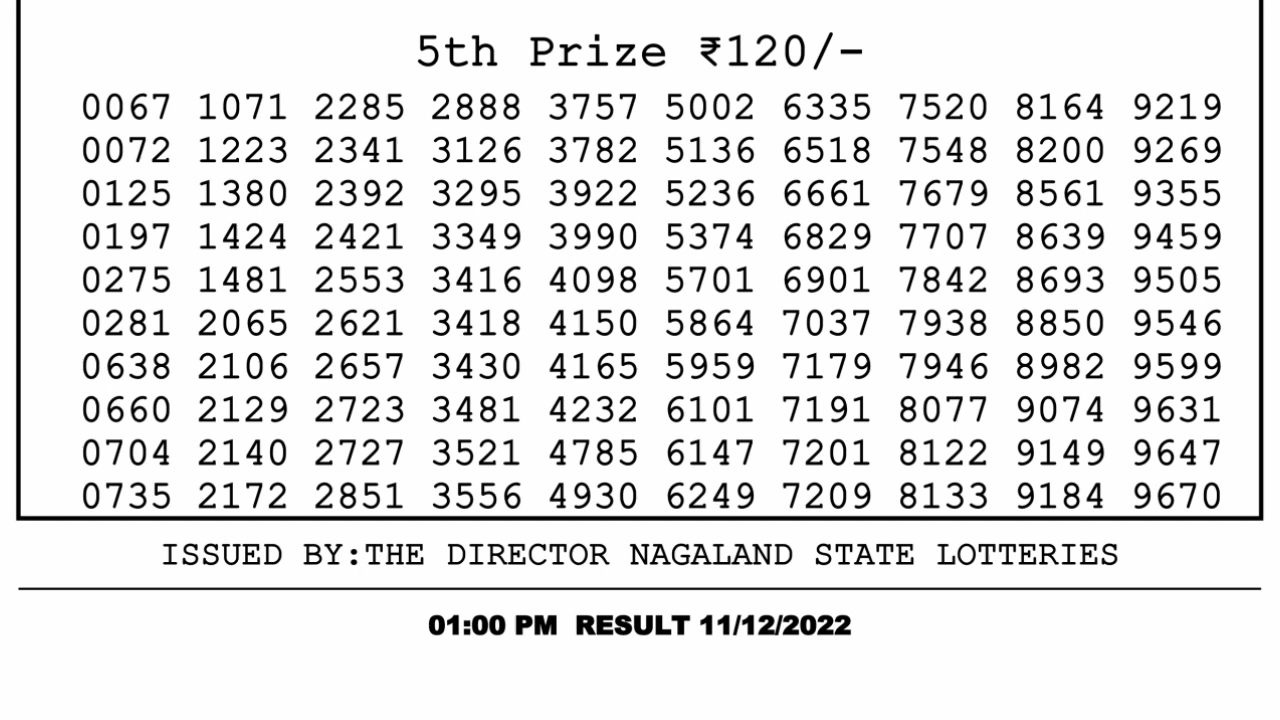 5th Prize ₹120/-
0067 1071 2285 2888 3757 5002 6335 7520 8164 9219
0072 1223 2341 3126 3782 5136 6518 7548 8200 9269
0125 1380 2392 3295 3922 5236 6661 7679 8561 9355
0197 1424 2421 3349 3990 5374 6829 7707 8639 9459
0275 1481 2553 3416 4098 5701 6901 7842 8693 9505
0281 2065 2621 3418 4150 5864 7037 7938 8850 9546
0638 2106 2657 3430 4165 5959 7179 7946 8982 9599
0660 2129 2723 3481 4232 6101 7191 8077 9074 9631
0704 2140 2727 3521 4785 6147 7201 8122 9149 9647
0735 2172 2851 3556 4930 6249 7209 8133 9184 9670
ISSUED BY:THE DIRECTOR NAGALAND STATE LOTTERIES
01:00 PM RESULT 11/12/2022